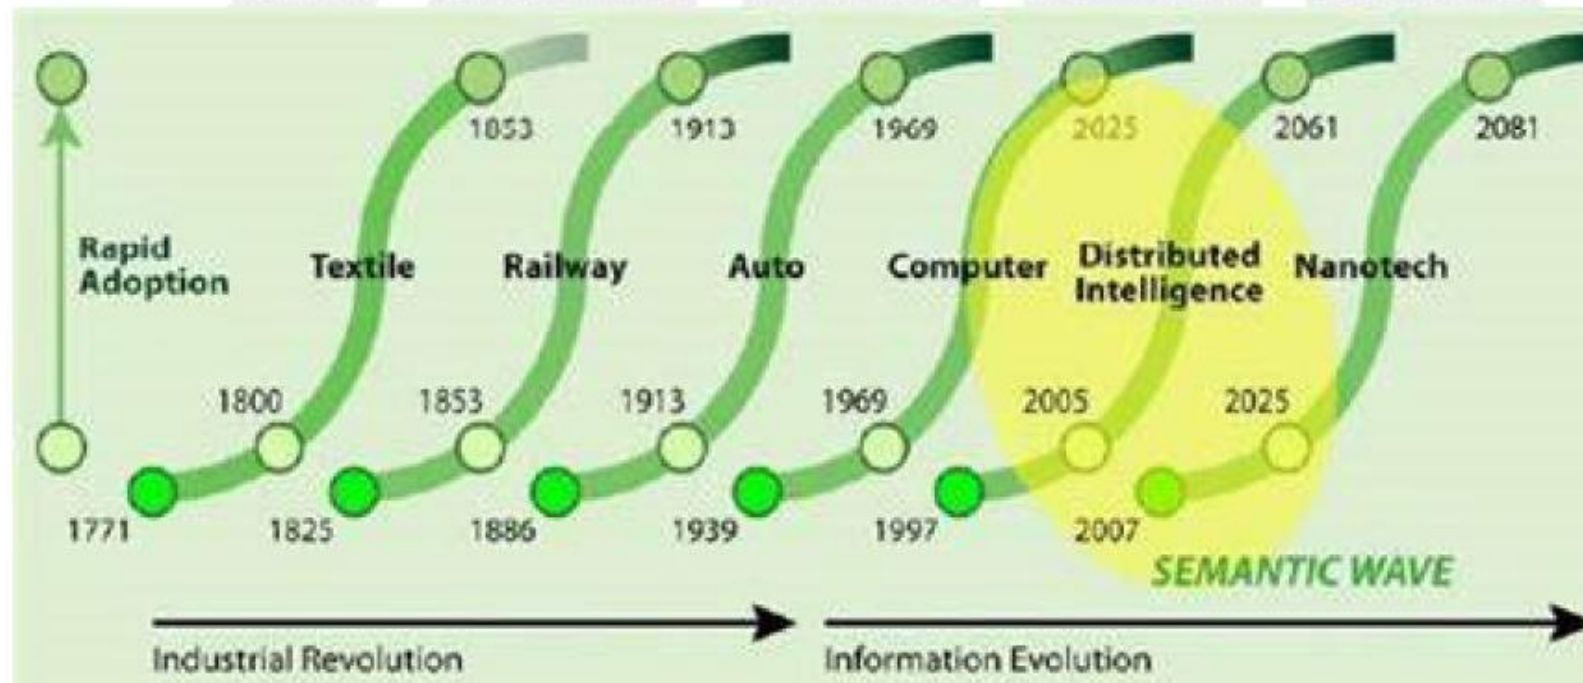 1853
1913
1969
2025
2061
2081
Rapid
Adoption
Textile
Railway
Auto
Computer
Distributed
Intelligence
Nanotech
1800
1853
1913
1969
2005
2025
1771
1825
1886
1939
1997
2007
SEMANTIC WAVE
Industrial Revolution
Information Evolution